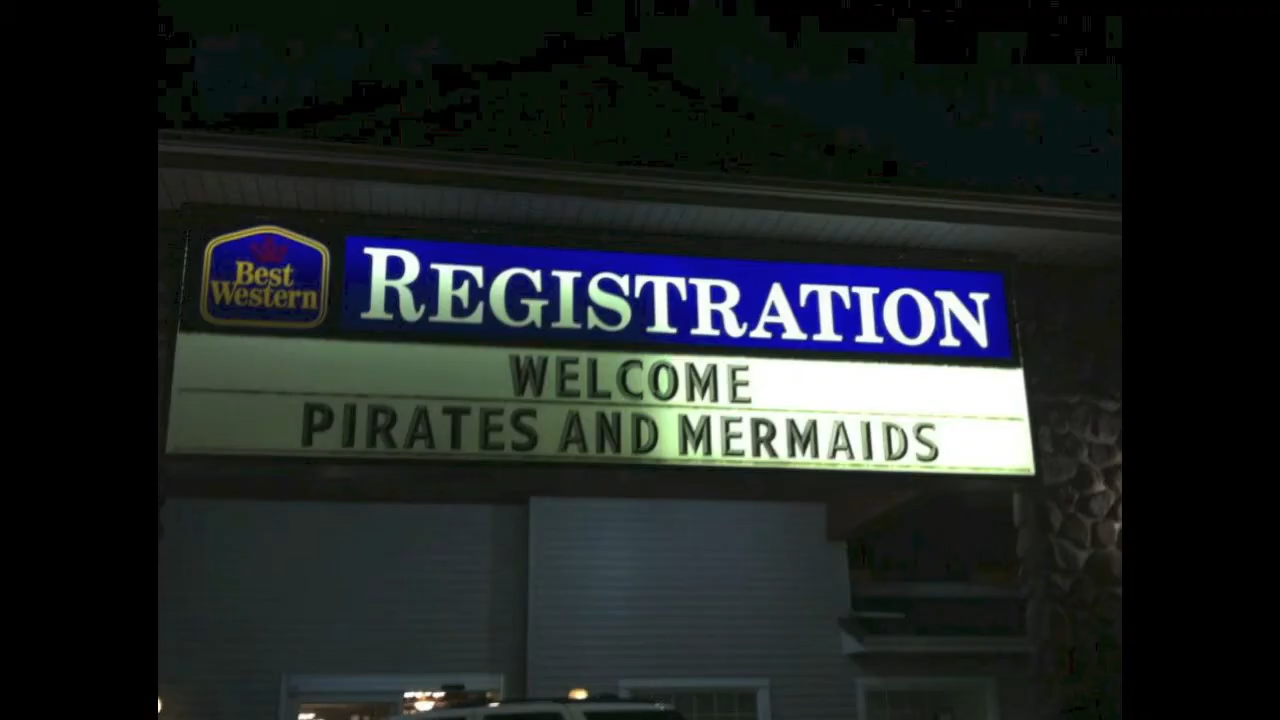 Best
Western
REGISTRATION
WELCOME
PIRATES AND MERMAIDS